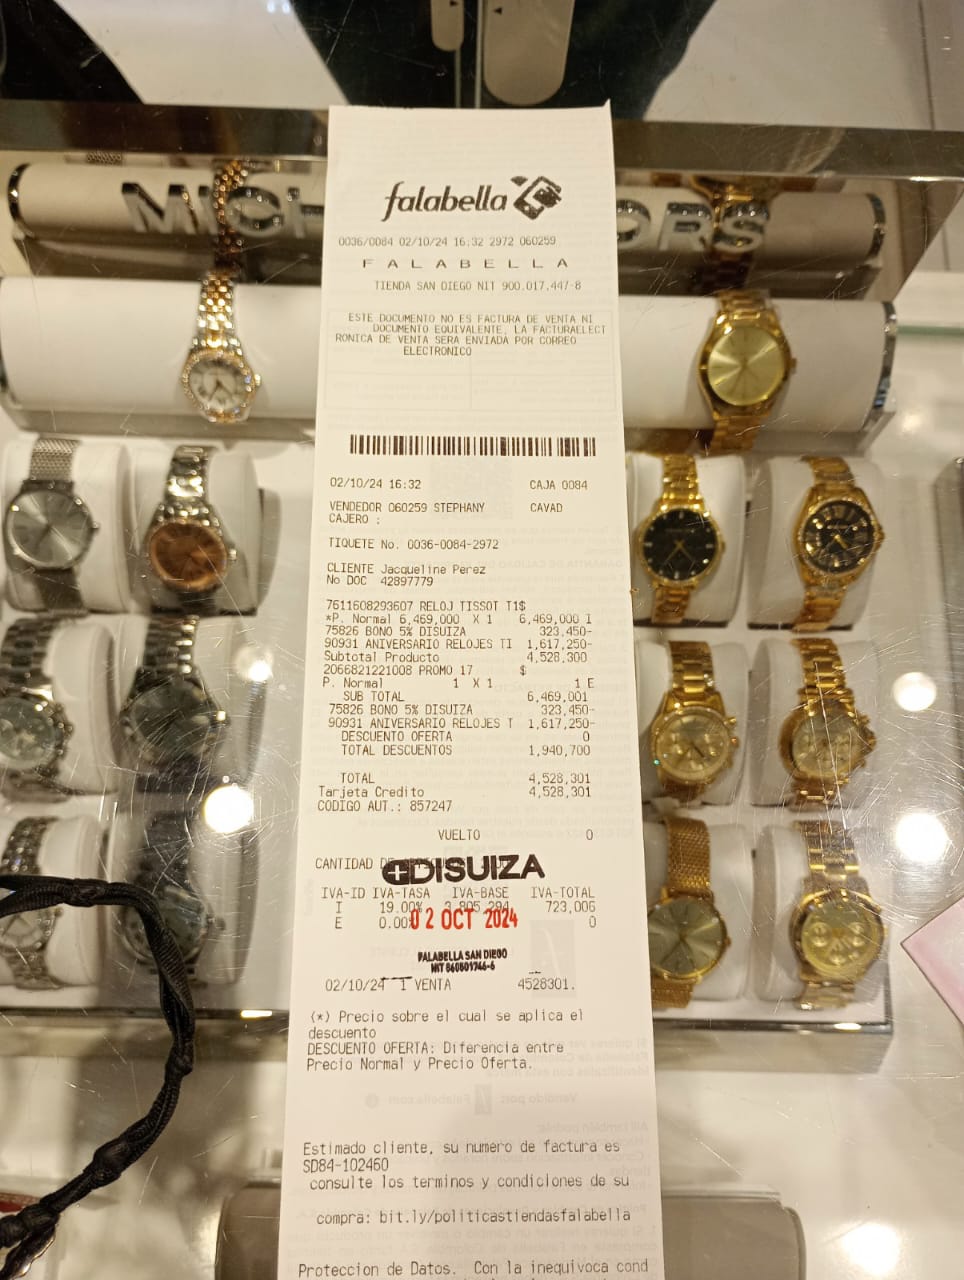 MICH ORS
falabella
0036/0084 02/10/24 16:32 2972 060259
FALABELLA
TIENDA SAN DIEGO NIT 900.017.447-8
ESTE DOCUMENTO NO ES FACTURA DE VENTA NI
DOCUMENTO EQUIVALENTE, LA FACTURAELECT
RONICA DE VENTA SERA ENVIADA POR CORREO
ELECTRONICO
02/10/24 16:32 CAJA 0084
VENDEDOR 060259 STEPHANY CAVAD
CAJERO :
TIQUETE No. 0036-0084-2972
CLIENTE Jacqueline Perez
No DOC 42897779
7611608293607 RELOJ TISSOT T1$
*P. Normal 6,469,000 X 1 6,469,000 I
75826 BONO 5% DISUIZA 323,450-
90931 ANIVERSARIO RELOJES TI 1,617,250-
Subtotal Producto 4,528,300
2066821221008 PROMO 17 $
P. Normal 1 X 1 1 E
SUB TOTAL 6,469,001
75826 BONO 5% DISUIZA 323,450-
90931 ANIVERSARIO RELOJES T 1,617,250-
DESCUENTO OFERTA 0
TOTAL DESCUENTOS 1,940,700
TOTAL 4,528,301
Tarjeta Credito 4,528,301
CODIGO AUT.: 857247
VUELTO 0
CANTIDAD DE
DISUIZA
IVA-ID IVA-TASA IVA-BASE IVA-TOTAL
I 19.00% 3,805,294 723,006
E 0.00% 0
02 OCT 2024
FALABELLA SAN DIEGO
NIT
02/10/24 1 VENTA 4528301.
(*) Precio sobre el cual se aplica el
descuento
DESCUENTO OFERTA: Diferencia entre
Precio Normal y Precio Oferta.
Estimado cliente, su numero de factura es
SD84-102460
consulte los terminos y condiciones de su
compra: bit.ly/politicastiendasfalabella
Proteccion de Datos. Con la inequivoca cond